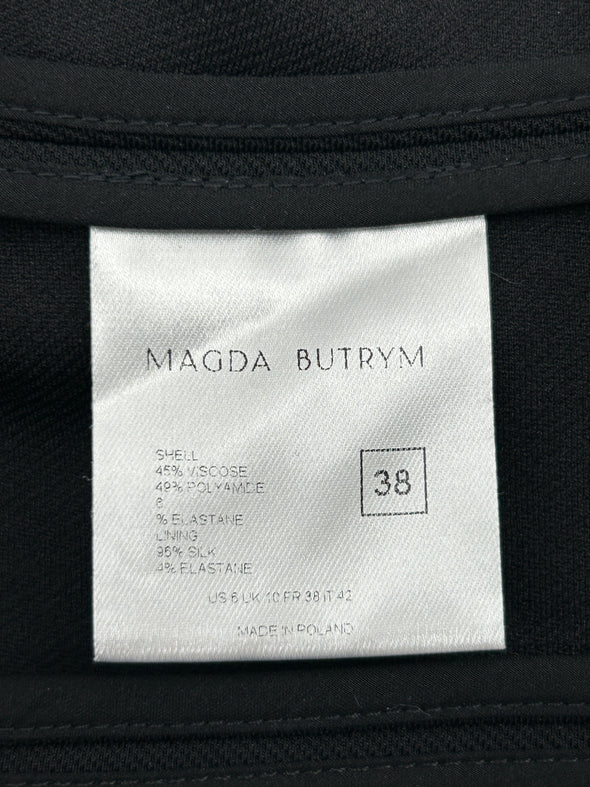 MAGDA BUTRYM
SHELL
45% VISCOSE
49% POLYAMIDE
6
% ELASTANE
LINING
96% SILK
4% ELASTANE
38
US 6 UK 10 FR 38 IT 42
MADE IN POLAND